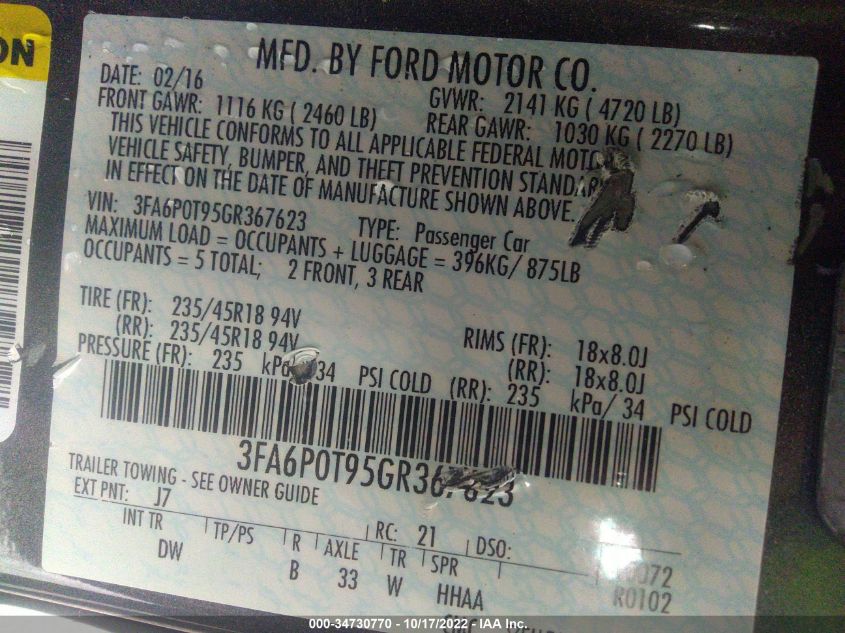 ON
MFD. BY FORD MOTOR CO.
DATE: 02/16 GVWR: 2141 KG ( 4720 LB)
FRONT GAWR: 1116 KG ( 2460 LB) REAR GAWR: 1030 KG ( 2270 LB)
THIS VEHICLE CONFORMS TO ALL APPLICABLE FEDERAL MOTOR
VEHICLE SAFETY, BUMPER, AND THEFT PREVENTION STANDAR
IN EFFECT ON THE DATE OF MANUFACTURE SHOWN ABOVE.
VIN: 3FA6P0T95GR367623 TYPE: Passenger Car
MAXIMUM LOAD = OCCUPANTS + LUGGAGE = 396KG/ 875LB
OCCUPANTS = 5 TOTAL; 2 FRONT, 3 REAR
TIRE (FR): 235/45R18 94V RIMS (FR): 18x8.0J
(RR): 235/45R18 94V (RR): 18x8.0J
PRESSURE (FR): 235 kPa/ 34 PSI COLD (RR): 235 kPa/ 34 PSI COLD
3FA6P0T95GR367623
TRAILER TOWING - SEE OWNER GUIDE
EXT PNT: J7 RC: 21 DSO:
INT TR TP/PS R AXLE TR SPR
DW B 33 W HHAA R0102
000-34730770 - 10/17/2022 - IAA, Inc.